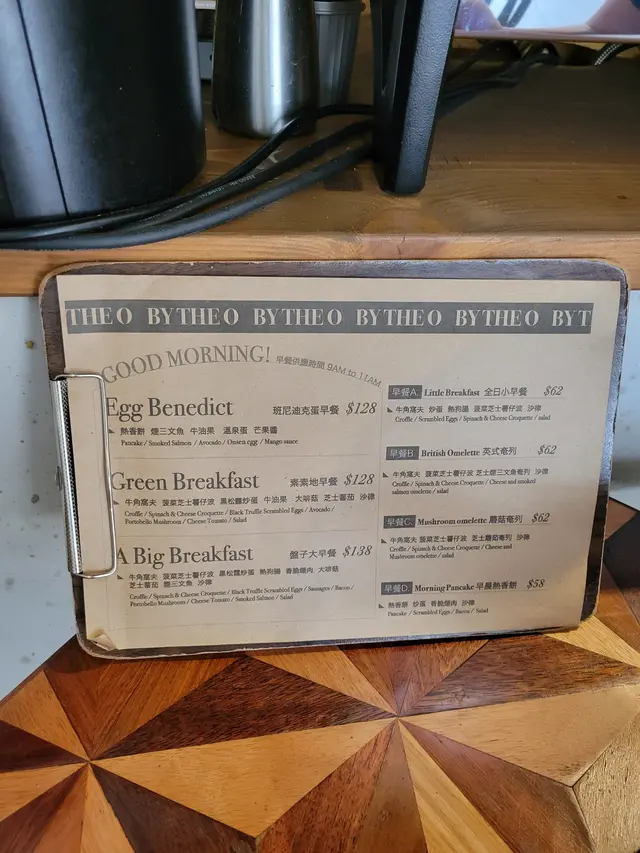 THEO BYTHEO BYTHEO BYTHEO BYTHEO BYT
GOOD MORNING! 早餐供應時間 9AM to 11AM
Egg Benedict 班尼迪克蛋早餐 $128
熱香餅 煙三文魚 牛油果 溫泉蛋 芒果醬
Pancake / Smoked Salmon / Avocado / Onsen egg / Mango sauce
Green Breakfast 素素地早餐 $128
牛角窩夫 菠菜芝士薯仔波 黑松露炒蛋 牛油果 大啡菇 芝士蕃茄 沙律
Croffle / Spinach & Cheese Croquette / Black Truffle Scrambled Eggs / Avocado /
Portobello Mushroom / Cheese Tomato / Salad
A Big Breakfast 盤子大早餐 $138
牛角窩夫 菠菜芝士薯仔波 黑松露炒蛋 熱狗腸 香脆煙肉 大啡菇
芝士蕃茄 煙三文魚 沙律
Croffle / Spinach & Cheese Croquette / Black Truffle Scrambled Eggs / Sausages / Bacon /
Portobello Mushroom / Cheese Tomato / Smoked Salmon / Salad
早餐A. Little Breakfast 全日小早餐 $62
牛角窩夫 炒蛋 熱狗腸 菠菜芝士薯仔波 沙律
Croffle / Scrambled Eggs / Spinach & Cheese Croquette / salad
早餐B British Omelette 英式奄列 $62
牛角窩夫 菠菜芝士薯仔波 芝士煙三文魚奄列 沙律
Croffle / Spinach & Cheese Croquette / Cheese and smoked
salmon omelette / salad
早餐C. Mushroom omelette 蘑菇奄列 $62
牛角窩夫 菠菜芝士薯仔波 芝士蘑菇奄列 沙律
Croffle / Spinach & Cheese Croquette / Cheese and
Mushroom omelette / salad
早餐D. Morning Pancake 早晨熱香餅 $58
熱香餅 炒蛋 香脆煙肉 沙律
Pancake / Scrambled Eggs / Bacon / Salad